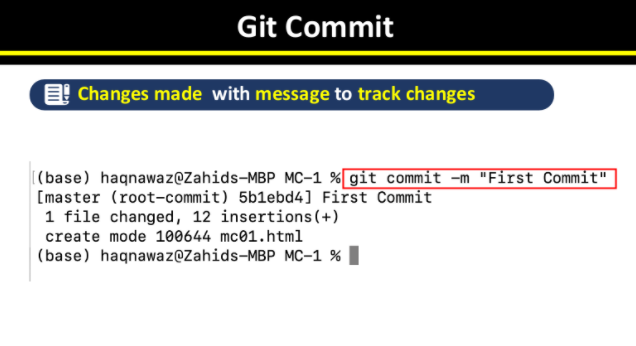 Git Commit
Changes made with message to track changes
(base) haqnawaz@Zahids-MBP MC-1 % git commit -m "First Commit"
[master (root-commit) 5b1ebd4] First Commit
1 file changed, 12 insertions(+)
create mode 100644 mc01.html
(base) haqnawaz@Zahids-MBP MC-1 %